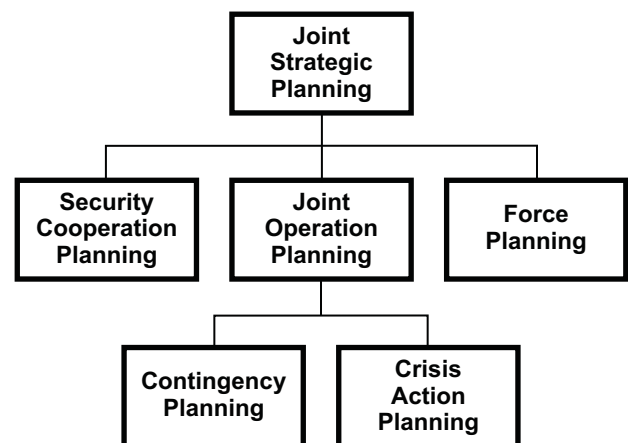 Joint
Strategic
Planning
Security
Cooperation
Planning
Joint
Operation
Planning
Force
Planning
Contingency
Planning
Crisis
Action
Planning